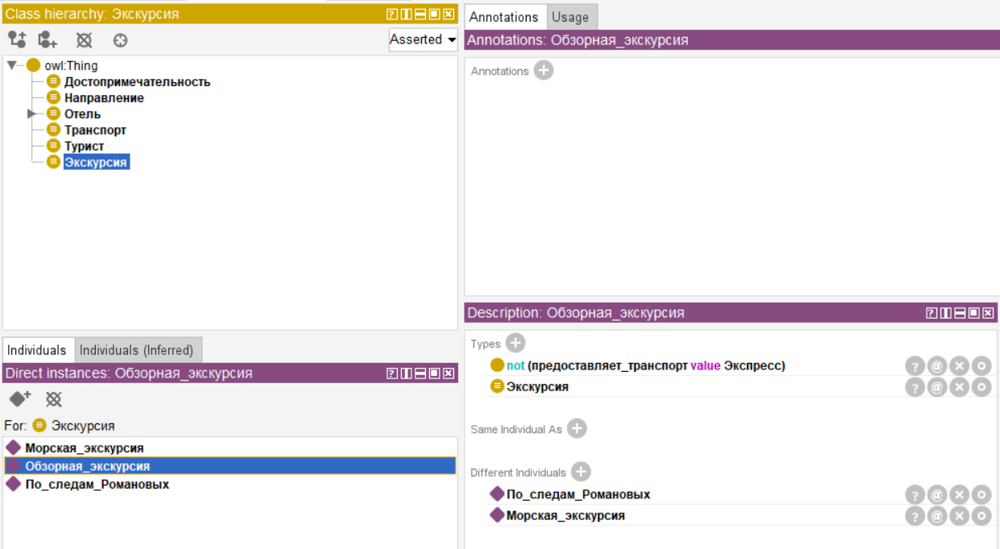 Class hierarchy: Экскурсия
Asserted
owl:Thing
Достопримечательность
Направление
Отель
Транспорт
Турист
Экскурсия
Individuals Individuals (Inferred)
Direct instances: Обзорная_экскурсия
For: Экскурсия
Морская_экскурсия
Обзорная_экскурсия
По_следам_Романовых
Annotations Usage
Annotations: Обзорная_экскурсия
Annotations
Description: Обзорная_экскурсия
Types
not (предоставляет_транспорт value Экспресс)
Экскурсия
Same Individual As
Different Individuals
По_следам_Романовых
Морская_экскурсия